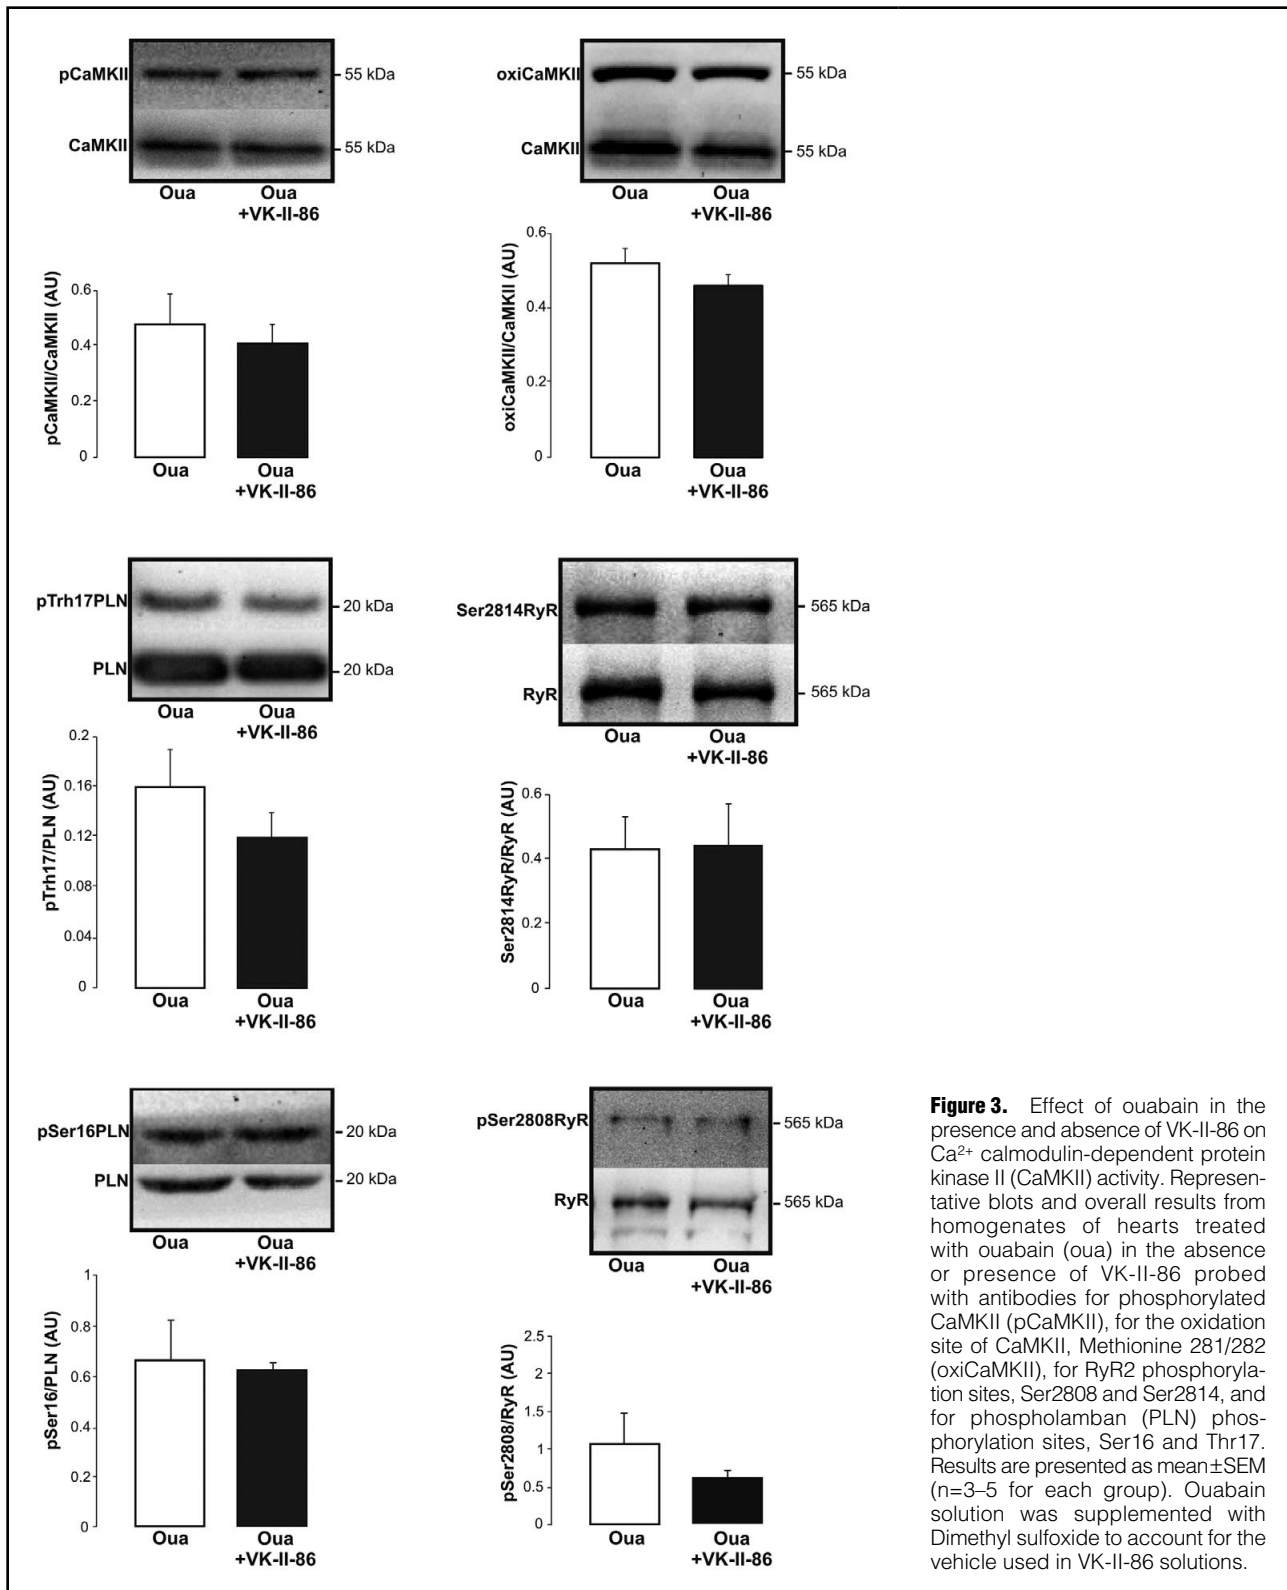 pCaMKII
55 kDa
CaMKII
55 kDa
Oua
Oua
+VK-II-86
pCaMKII/CaMKII (AU)
0.6
0.4
0.2
0
Oua
Oua
+VK-II-86
oxiCaMKII
55 kDa
CaMKII
55 kDa
Oua
Oua
+VK-II-86
oxiCaMKII/CaMKII (AU)
0.6
0.4
0.2
0
Oua
Oua
+VK-II-86
pTrh17PLN
20 kDa
PLN
20 kDa
Oua
Oua
+VK-II-86
pTrh17/PLN (AU)
0.2
0.16
0.12
0.08
0.04
0
Oua
Oua
+VK-II-86
Ser2814RyR
565 kDa
RyR
565 kDa
Oua
Oua
+VK-II-86
Ser2814RyR/RyR (AU)
0.6
0.4
0.2
0
Oua
Oua
+VK-II-86
pSer16PLN
20 kDa
PLN
20 kDa
Oua
Oua
+VK-II-86
pSer16/PLN (AU)
1
0.8
0.6
0.4
0.2
0
Oua
Oua
+VK-II-86
pSer2808RyR
565 kDa
RyR
565 kDa
Oua
Oua
+VK-II-86
pSer2808/RyR (AU)
2.5
2
1.5
1
0.5
0
Oua
Oua
+VK-II-86
Figure 3. Effect of ouabain in the
presence and absence of VK-II-86 on
Ca²⁺ calmodulin-dependent protein
kinase II (CaMKII) activity. Represen-
tative blots and overall results from
homogenates of hearts treated
with ouabain (oua) in the absence
or presence of VK-II-86 probed
with antibodies for phosphorylated
CaMKII (pCaMKII), for the oxidation
site of CaMKII, Methionine 281/282
(oxiCaMKII), for RyR2 phosphoryla-
tion sites, Ser2808 and Ser2814, and
for phospholamban (PLN) phos-
phorylation sites, Ser16 and Thr17.
Results are presented as mean±SEM
(n=3–5 for each group). Ouabain
solution was supplemented with
Dimethyl sulfoxide to account for the
vehicle used in VK-II-86 solutions.